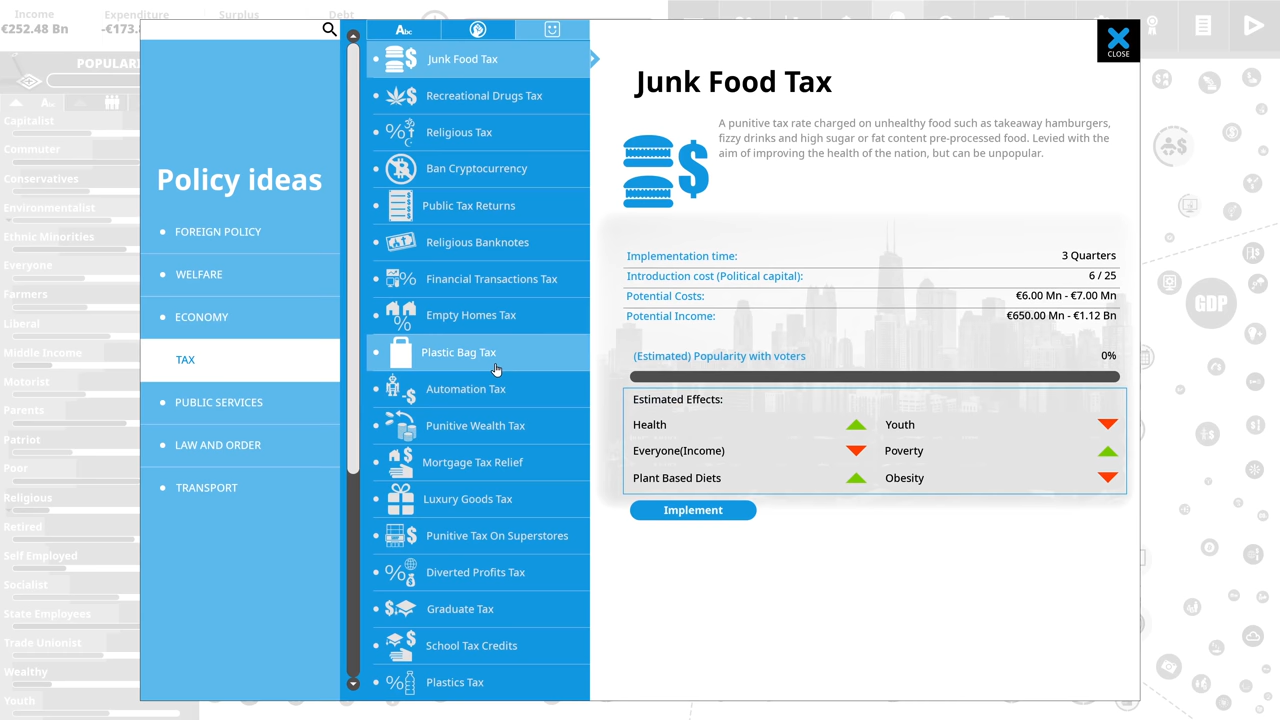 Income
Expenditure
Surplus
Debt
€252.48 Bn
-€173.
POPULARI
Abc
Capitalist
Commuter
Conservatives
Environmentalist
Ethnic Minorities
Everyone
Farmers
Liberal
Middle Income
Motorist
Parents
Patriot
Poor
Religious
Retired
Self Employed
Socialist
State Employees
Trade Unionist
Wealthy
Youth
Policy ideas
FOREIGN POLICY
WELFARE
ECONOMY
TAX
PUBLIC SERVICES
LAW AND ORDER
TRANSPORT
Abc
Junk Food Tax
Recreational Drugs Tax
Religious Tax
Ban Cryptocurrency
Public Tax Returns
Religious Banknotes
Financial Transactions Tax
Empty Homes Tax
Plastic Bag Tax
Automation Tax
Punitive Wealth Tax
Mortgage Tax Relief
Luxury Goods Tax
Punitive Tax On Superstores
Diverted Profits Tax
Graduate Tax
School Tax Credits
Plastics Tax
CLOSE
Junk Food Tax
A punitive tax rate charged on unhealthy food such as takeaway hamburgers,
fizzy drinks and high sugar or fat content pre-processed food. Levied with the
aim of improving the health of the nation, but can be unpopular.
Implementation time: 3 Quarters
Introduction cost (Political capital): 6 / 25
Potential Costs: €6.00 Mn - €7.00 Mn
Potential Income: €650.00 Mn - €1.12 Bn
(Estimated) Popularity with voters 0%
Estimated Effects:
Health Youth
Everyone(Income) Poverty
Plant Based Diets Obesity
Implement
GDP